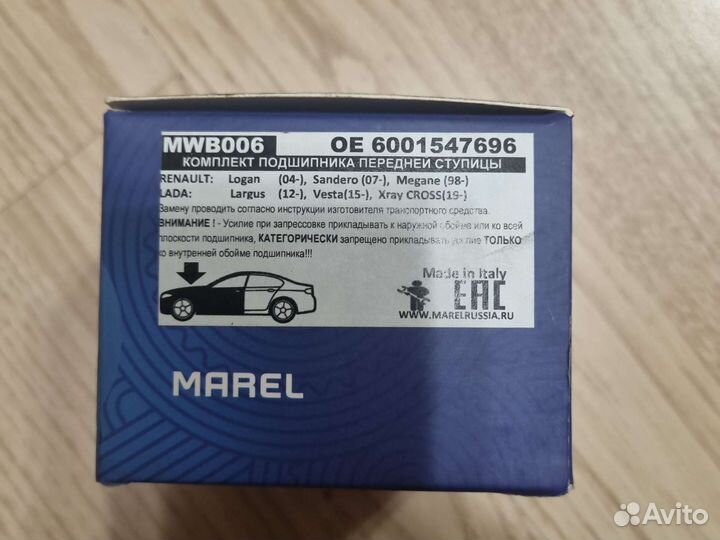 MWB006 OE 6001547696
КОМПЛЕКТ ПОДШИПНИКА ПЕРЕДНЕЙ СТУПИЦЫ
RENAULT: Logan (04-), Sandero (07-), Megane (98-)
LADA: Largus (12-), Vesta(15-), Xray CROSS(19-)
Замену проводить согласно инструкции изготовителя транспортного средства.
ВНИМАНИЕ ! - Усилие при запрессовке прикладывать к наружной обойме или ко всей
плоскости подшипника, КАТЕГОРИЧЕСКИ запрещено прикладывать давление ТОЛЬКО
ко внутренней обойме подшипника!!!
Made in Italy
EAC
WWW.MARELRUSSIA.RU
MAREL
Avito